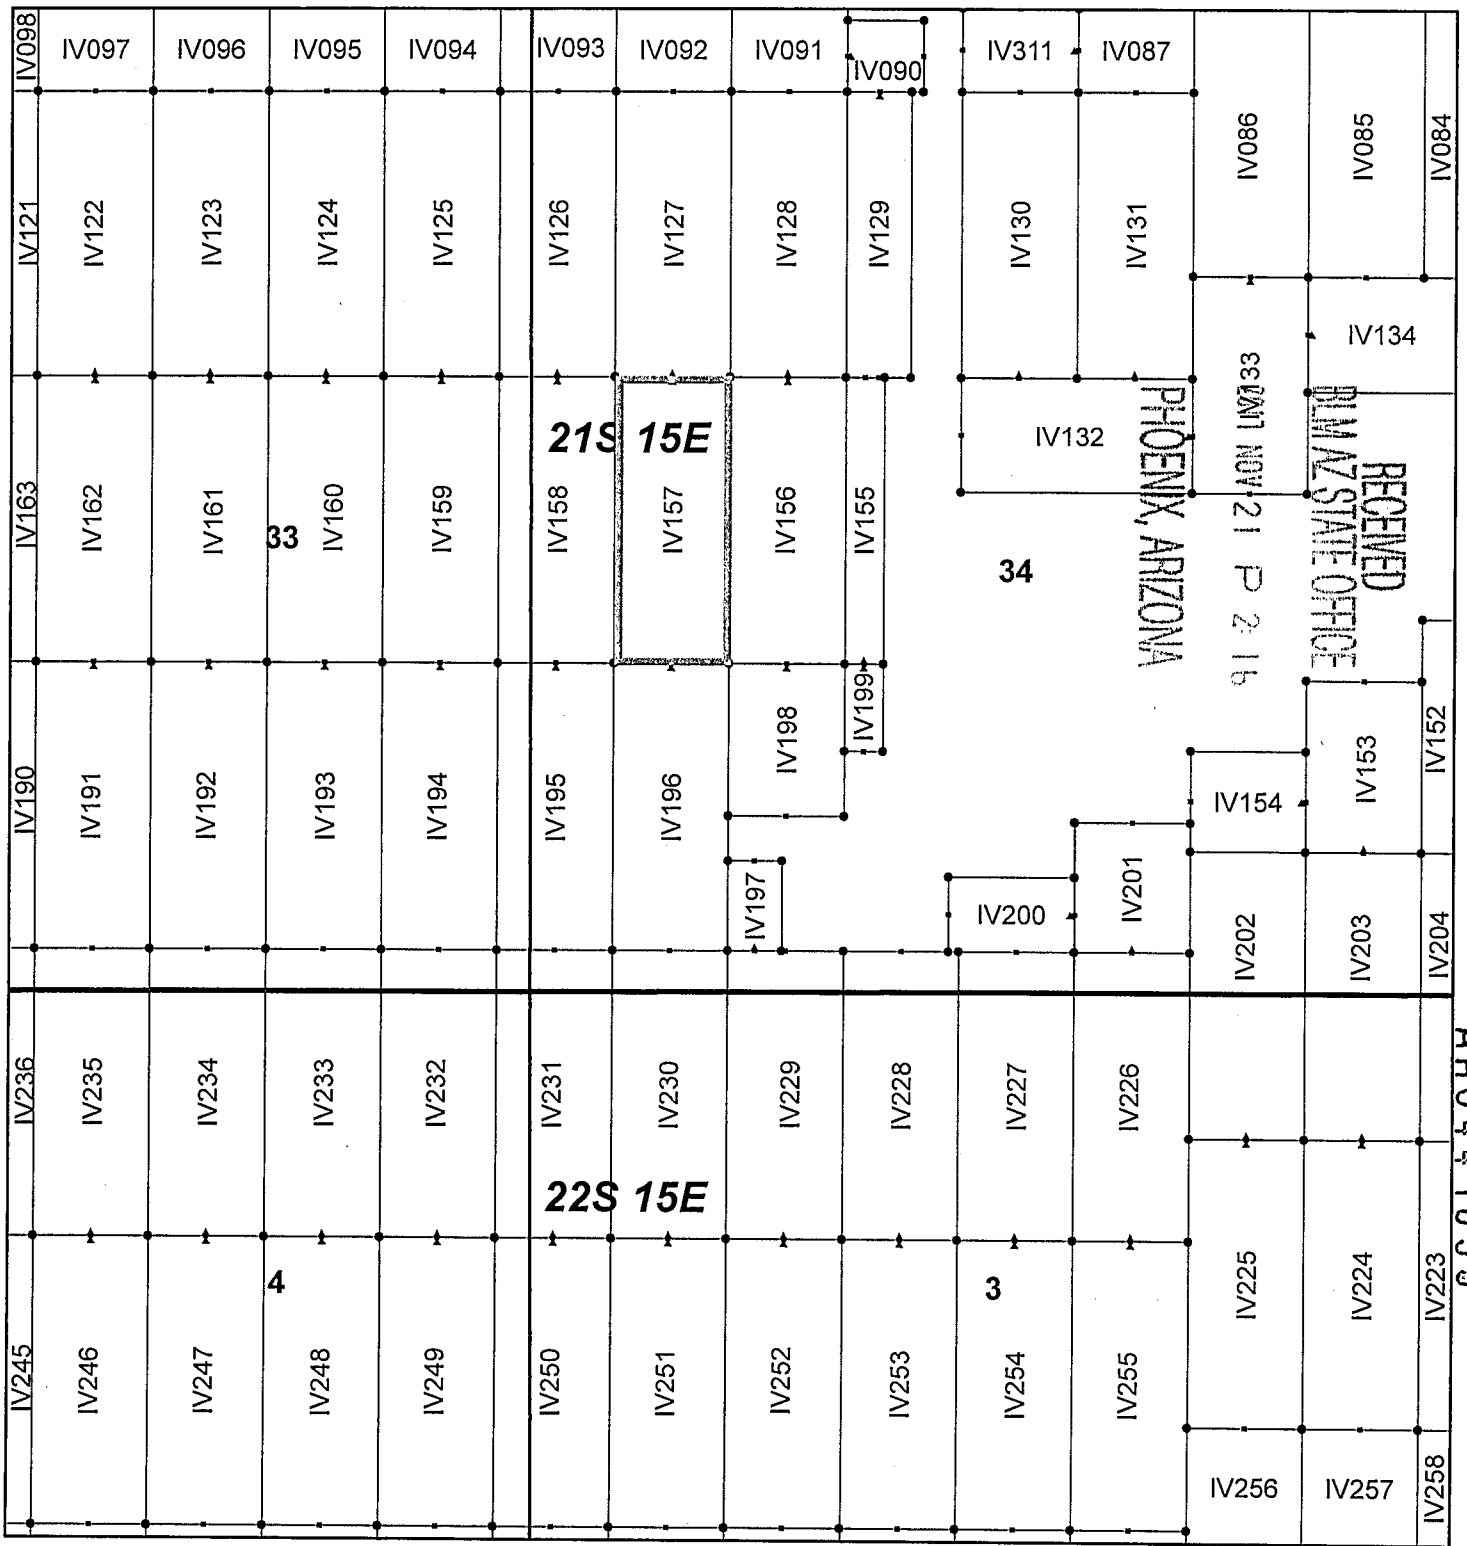 IV098 IV097 IV096 IV095 IV094 IV093 IV092 IV091 IV090 IV311 IV087
IV086 IV085 IV084
IV121 IV122 IV123 IV124 IV125 IV126 IV127 IV128 IV129 IV130 IV131
IV134
21S 15E
IV132
IV163 IV162 IV161 IV160 IV159 IV158 IV157 IV156 IV155
33
34
RECEIVED
BLM AZ STATE OFFICE
NOV 21 P 2:16
PHOENIX, ARIZONA
IV199 IV198
IV190 IV191 IV192 IV193 IV194 IV195 IV196
IV154 IV153 IV152
IV197 IV200 IV201 IV202 IV203 IV204
IV236 IV235 IV234 IV233 IV232 IV231 IV230 IV229 IV228 IV227 IV226
22S 15E
IV225 IV224 IV223
4
3
IV245 IV246 IV247 IV248 IV249 IV250 IV251 IV252 IV253 IV254 IV255
IV256 IV257 IV258